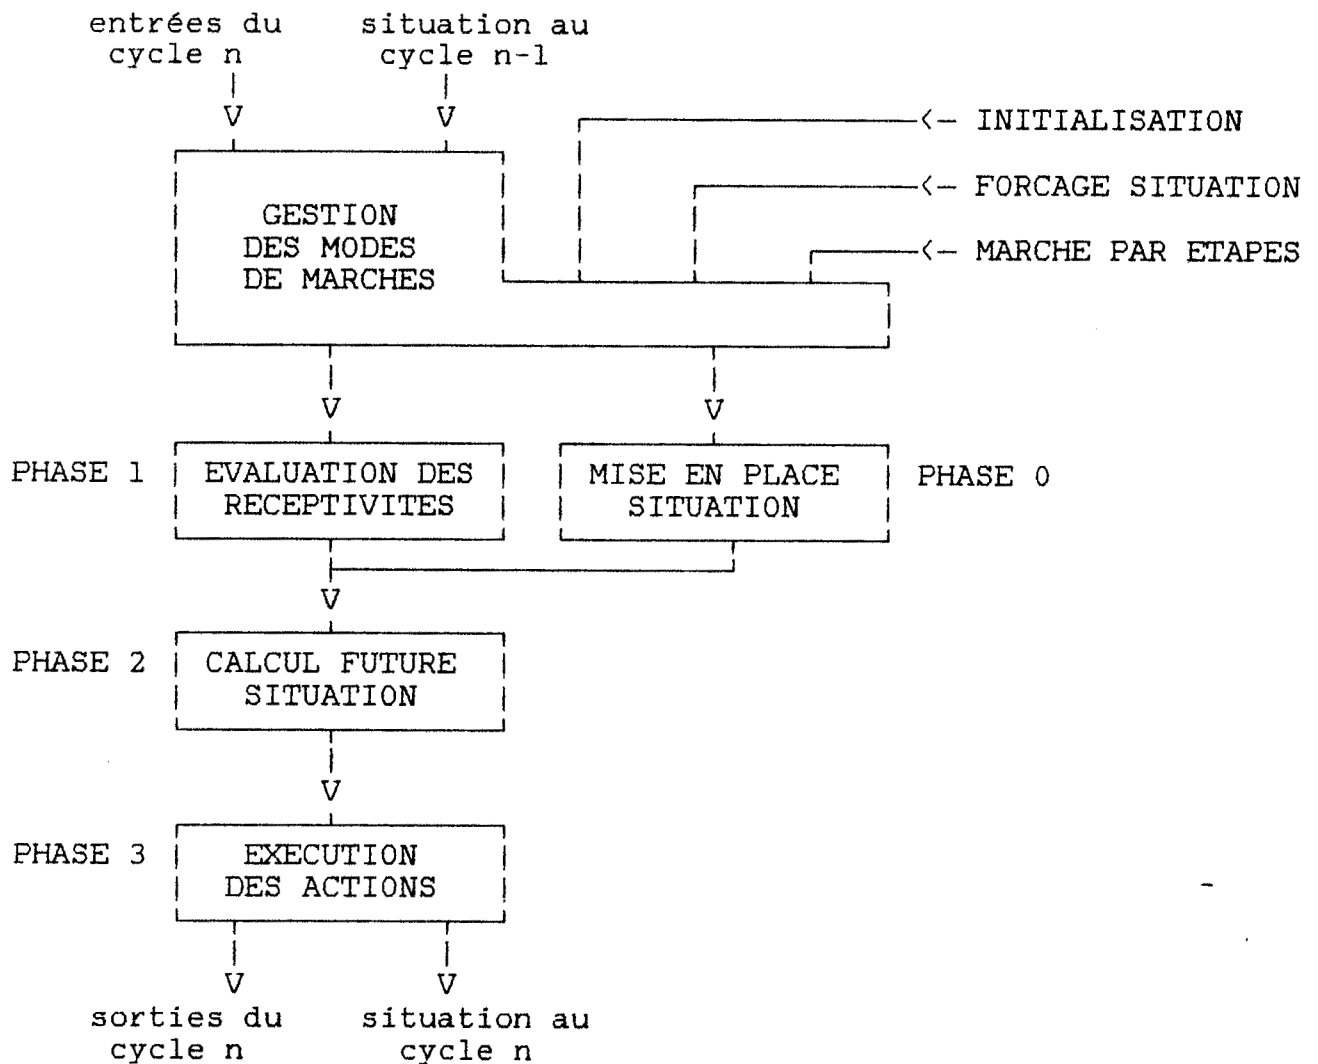 entrées du
cycle n
situation au
cycle n-1
INITIALISATION
FORCAGE SITUATION
MARCHE PAR ETAPES
GESTION
DES MODES
DE MARCHES
PHASE 1
EVALUATION DES
RECEPTIVITES
MISE EN PLACE
SITUATION
PHASE 0
PHASE 2
CALCUL FUTURE
SITUATION
PHASE 3
EXECUTION
DES ACTIONS
sorties du
cycle n
situation au
cycle n